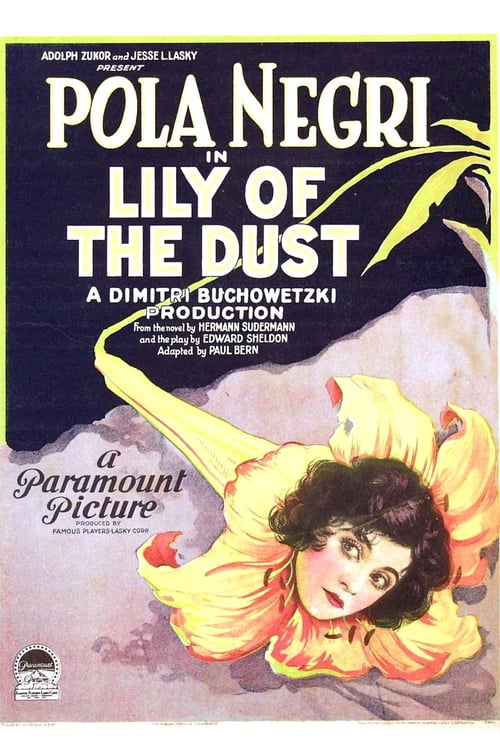 ADOLPH ZUKOR and JESSE L. LASKY
PRESENT
POLA NEGRI
IN
LILY OF
THE DUST
A DIMITRI BUCHOWETZKI
PRODUCTION
From the novel by HERMANN SUDERMANN
and the play by EDWARD SHELDON
Adapted by PAUL BERN
a
Paramount
Picture
PRODUCED BY
FAMOUS PLAYERS-LASKY CORP.
Paramount